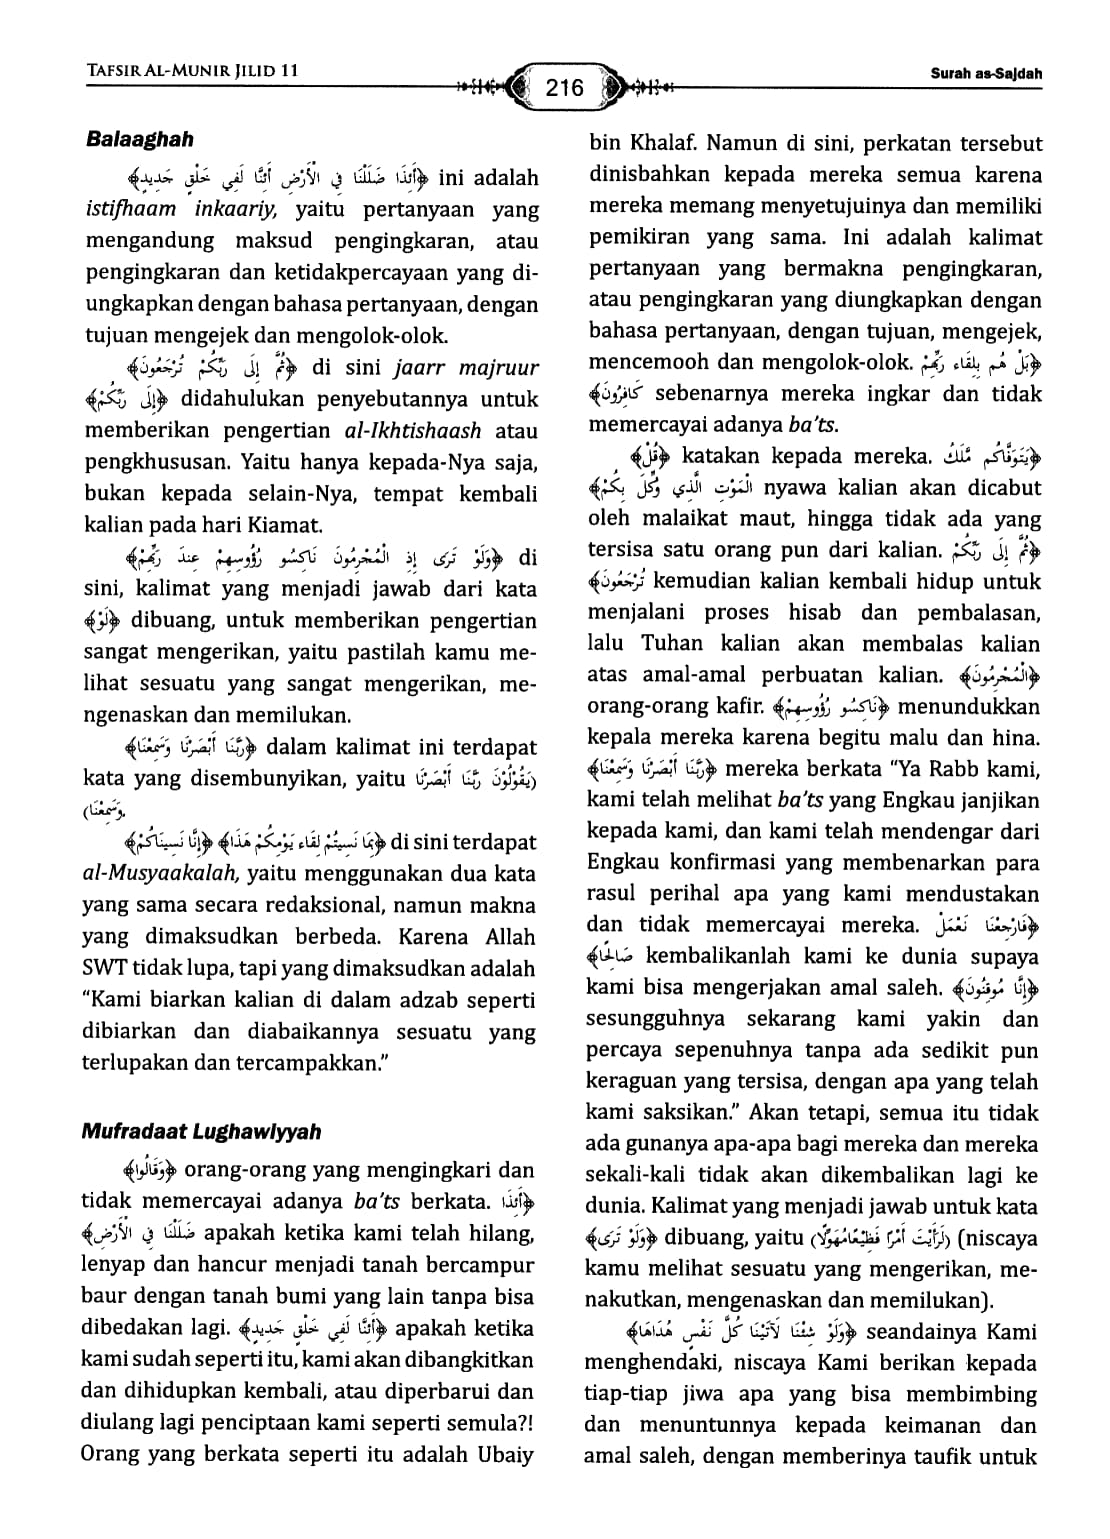 TAFSIR AL-MUNIR JILID 11
216
Surah as-Sajdah
Balaaghah
﴿أَئِذَا ضَلَلْنَا فِي الْأَرْضِ أَئِنَّا لَفِي خَلْقٍ جَدِيدٍ﴾ ini adalah
istifhaam inkaariy, yaitu pertanyaan yang
mengandung maksud pengingkaran, atau
pengingkaran dan ketidakpercayaan yang di-
ungkapkan dengan bahasa pertanyaan, dengan
tujuan mengejek dan mengolok-olok.
﴿ثُمَّ إِلَى رَبِّكُمْ تُرْجَعُونَ﴾ di sini jaarr majruur
﴿إِلَى رَبِّكُمْ﴾ didahulukan penyebutannya untuk
memberikan pengertian al-Ikhtishaash atau
pengkhususan. Yaitu hanya kepada-Nya saja,
bukan kepada selain-Nya, tempat kembali
kalian pada hari Kiamat.
﴿وَلَوْ تَرَى إِذِ الْمُجْرِمُونَ نَاكِسُو رُؤُوسِهِمْ عِندَ رَبِّهِمْ﴾ di
sini, kalimat yang menjadi jawab dari kata
﴿لَوْ﴾ dibuang, untuk memberikan pengertian
sangat mengerikan, yaitu pastilah kamu me-
lihat sesuatu yang sangat mengerikan, me-
ngenaskan dan memilukan.
﴿رَبَّنَا أَبْصَرْنَا وَسَمِعْنَا﴾ dalam kalimat ini terdapat
kata yang disembunyikan, yaitu (يَقُوْلُوْنَ رَبَّنَا أَبْصَرْنَا
وَسَمِعْنَا).
﴿بِمَا نَسِيتُمْ لِقَاء يَوْمِكُمْ هَذَا﴾ ﴿إِنَّا نَسِينَاكُمْ﴾ di sini terdapat
al-Musyaakalah, yaitu menggunakan dua kata
yang sama secara redaksional, namun makna
yang dimaksudkan berbeda. Karena Allah
SWT tidak lupa, tapi yang dimaksudkan adalah
“Kami biarkan kalian di dalam adzab seperti
dibiarkan dan diabaikannya sesuatu yang
terlupakan dan tercampakkan.”
Mufradaat Lughawiyyah
﴿وَقَالُوا﴾ orang-orang yang mengingkari dan
tidak memercayai adanya ba’ts berkata. ﴿أَئِذَا
ضَلَلْنَا فِي الْأَرْضِ﴾ apakah ketika kami telah hilang,
lenyap dan hancur menjadi tanah bercampur
baur dengan tanah bumi yang lain tanpa bisa
dibedakan lagi. ﴿أَئِنَّا لَفِي خَلْقٍ جَدِيدٍ﴾ apakah ketika
kami sudah seperti itu, kami akan dibangkitkan
dan dihidupkan kembali, atau diperbarui dan
diulang lagi penciptaan kami seperti semula?!
Orang yang berkata seperti itu adalah Ubaiy
bin Khalaf. Namun di sini, perkatan tersebut
dinisbahkan kepada mereka semua karena
mereka memang menyetujuinya dan memiliki
pemikiran yang sama. Ini adalah kalimat
pertanyaan yang bermakna pengingkaran,
atau pengingkaran yang diungkapkan dengan
bahasa pertanyaan, dengan tujuan, mengejek,
mencemooh dan mengolok-olok. ﴿بَلْ هُم بِلِقَاء رَبِّهِمْ
كَافِرُونَ﴾ sebenarnya mereka ingkar dan tidak
memercayai adanya ba’ts.
﴿قُلْ﴾ katakan kepada mereka. ﴿يَتَوَفَّاكُم مَّلَكُ
الْمَوْتِ الَّذِي وُكِّلَ بِكُمْ﴾ nyawa kalian akan dicabut
oleh malaikat maut, hingga tidak ada yang
tersisa satu orang pun dari kalian. ﴿ثُمَّ إِلَى رَبِّكُمْ
تُرْجَعُونَ﴾ kemudian kalian kembali hidup untuk
menjalani proses hisab dan pembalasan,
lalu Tuhan kalian akan membalas kalian
atas amal-amal perbuatan kalian. ﴿الْمُجْرِمُونَ﴾
orang-orang kafir. ﴿نَاكِسُو رُؤُوسِهِمْ﴾ menundukkan
kepala mereka karena begitu malu dan hina.
﴿رَبَّنَا أَبْصَرْنَا وَسَمِعْنَا﴾ mereka berkata “Ya Rabb kami,
kami telah melihat ba’ts yang Engkau janjikan
kepada kami, dan kami telah mendengar dari
Engkau konfirmasi yang membenarkan para
rasul perihal apa yang kami mendustakan
dan tidak memercayai mereka. ﴿فَارْجِعْنَا نَعْمَلْ
صَالِحًا﴾ kembalikanlah kami ke dunia supaya
kami bisa mengerjakan amal saleh. ﴿إِنَّا مُوقِنُونَ﴾
sesungguhnya sekarang kami yakin dan
percaya sepenuhnya tanpa ada sedikit pun
keraguan yang tersisa, dengan apa yang telah
kami saksikan.” Akan tetapi, semua itu tidak
ada gunanya apa-apa bagi mereka dan mereka
sekali-kali tidak akan dikembalikan lagi ke
dunia. Kalimat yang menjadi jawab untuk kata
﴿وَلَوْ تَرَى﴾ dibuang, yaitu (لَرَأَيْتَ أَمْرًا فَظِيْعًامُهَوِّلًا) (niscaya
kamu melihat sesuatu yang mengerikan, me-
nakutkan, mengenaskan dan memilukan).
﴿وَلَوْ شِئْنَا لَآتَيْنَا كُلَّ نَفْسٍ هُدَاهَا﴾ seandainya Kami
menghendaki, niscaya Kami berikan kepada
tiap-tiap jiwa apa yang bisa membimbing
dan menuntunnya kepada keimanan dan
amal saleh, dengan memberinya taufik untuk